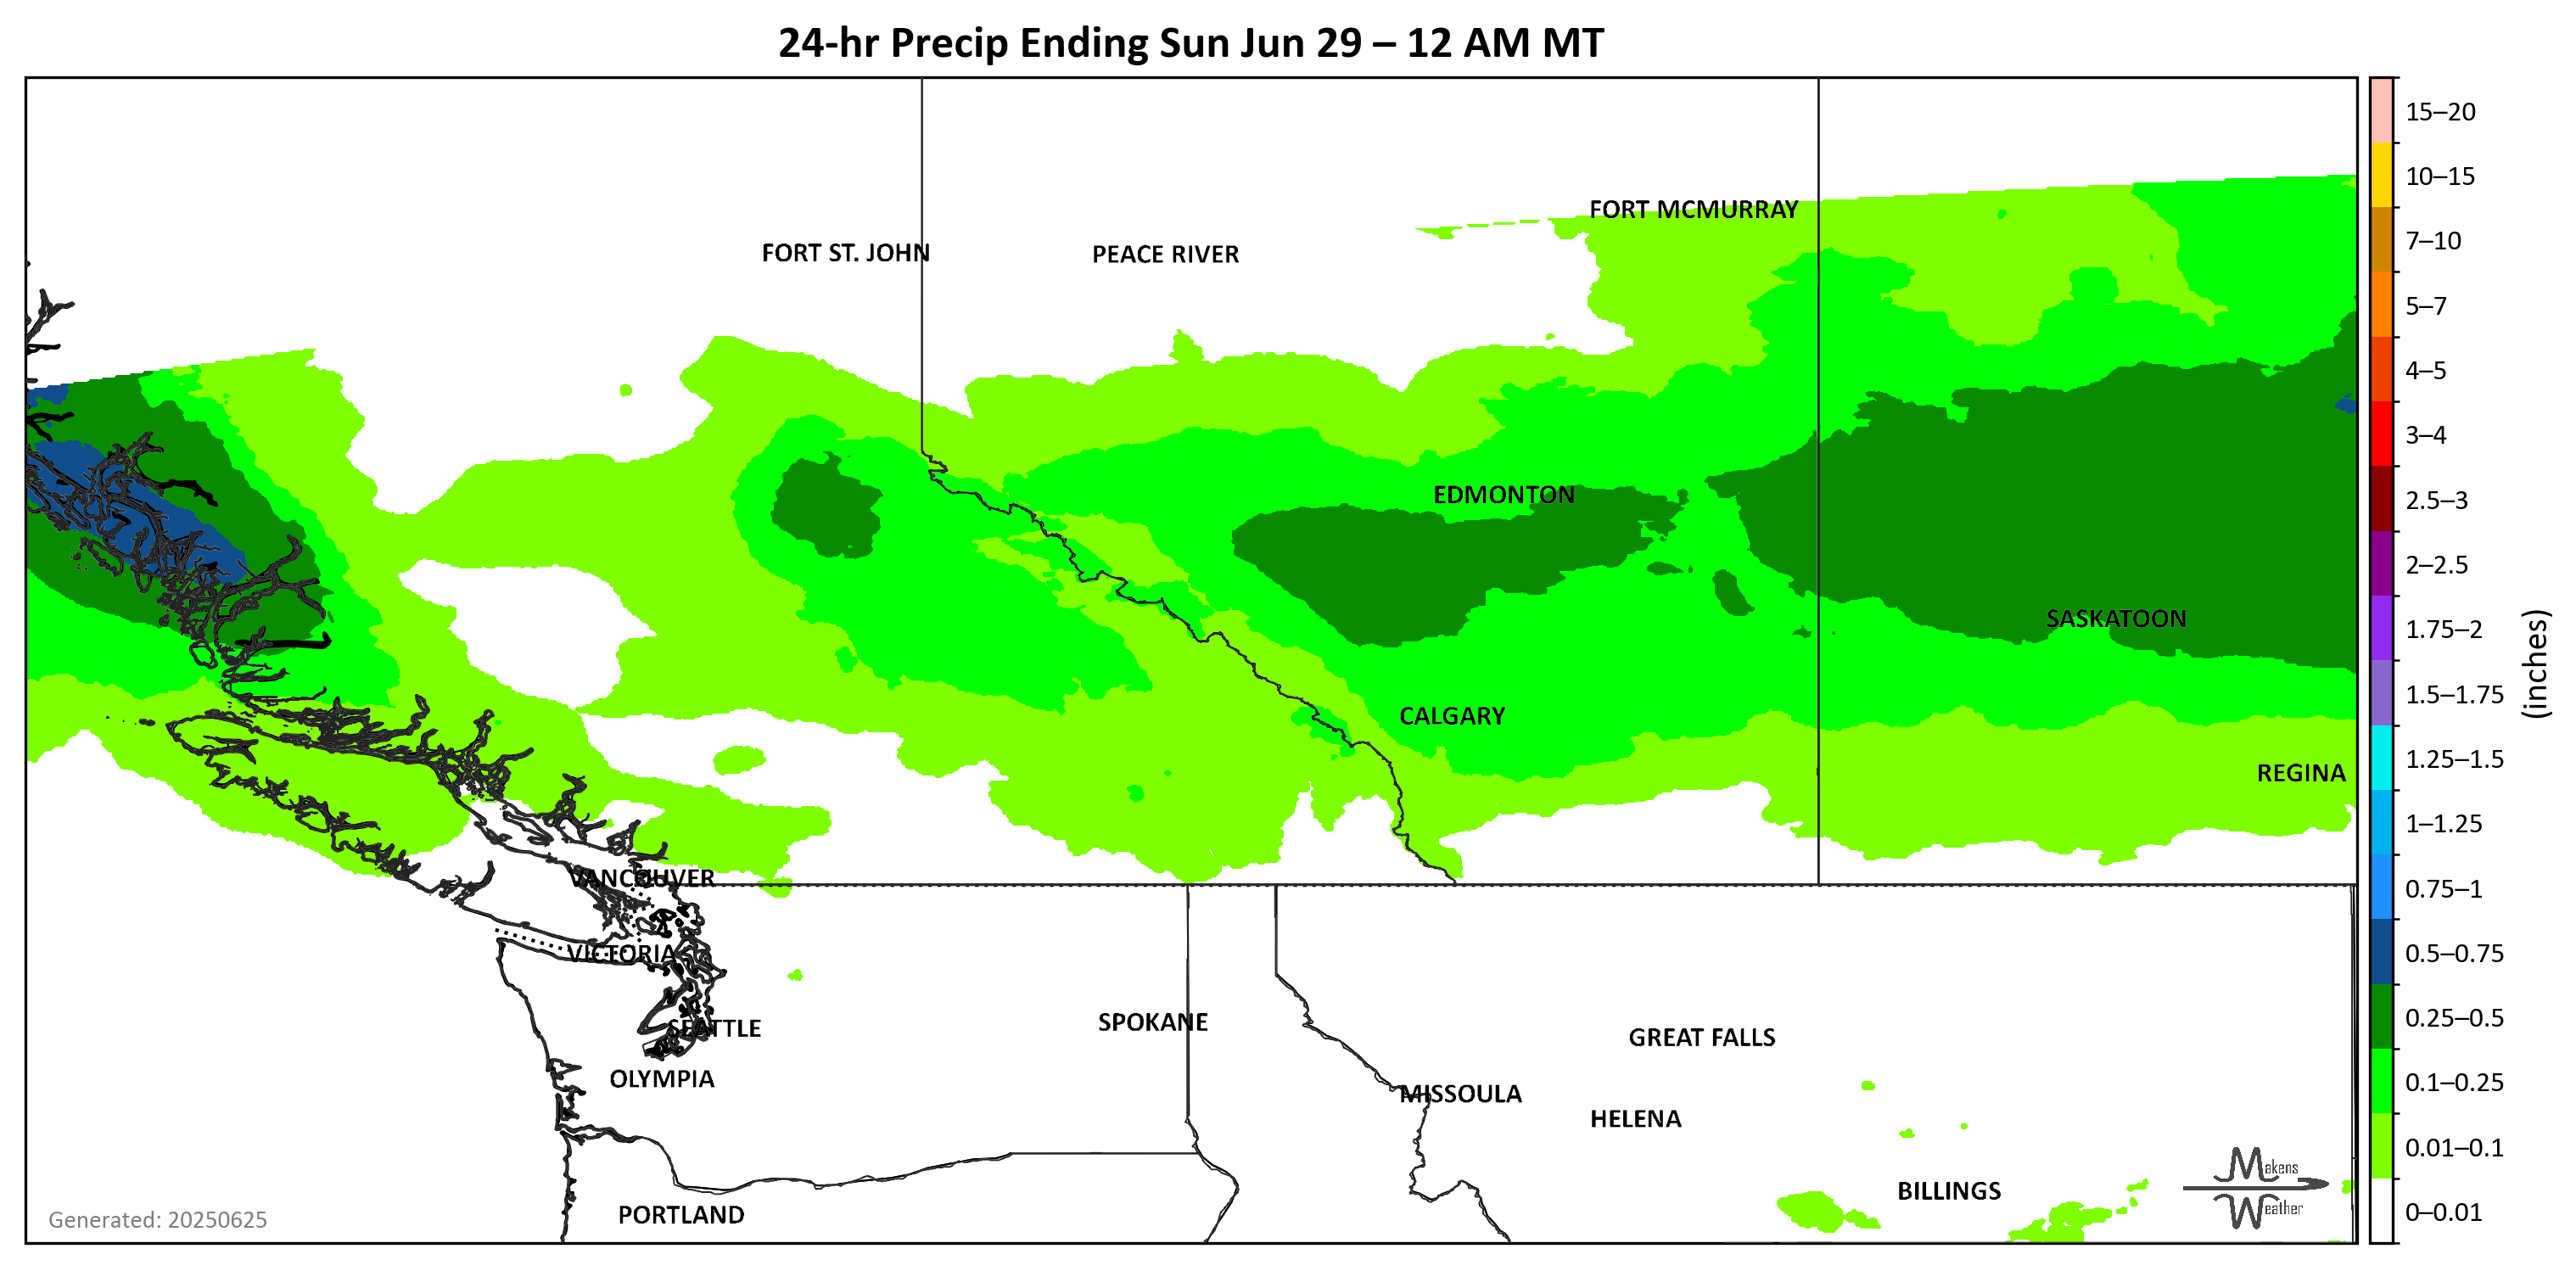 24-hr Precip Ending Sun Jun 29 – 12 AM MT
15–20
10–15
FORT MCMURRAY
7–10
FORT ST. JOHN
PEACE RIVER
5–7
4–5
3–4
EDMONTON
2.5–3
2–2.5
SASKATOON
1.75–2
(inches)
1.5–1.75
CALGARY
1.25–1.5
REGINA
1–1.25
VANCOUVER
0.75–1
VICTORIA
0.5–0.75
SEATTLE
SPOKANE
GREAT FALLS
0.25–0.5
OLYMPIA
MISSOULA
0.1–0.25
HELENA
0.01–0.1
Makens
Weather
BILLINGS
PORTLAND
0–0.01
Generated: 20250625